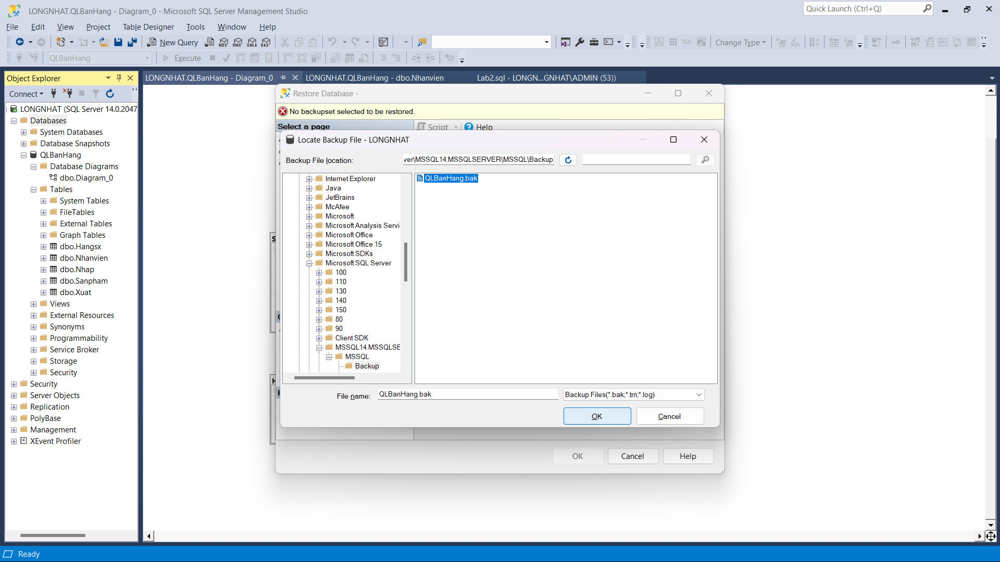 LONGNHAT.QLBanHang - Diagram_0 - Microsoft SQL Server Management Studio
Quick Launch (Ctrl+Q)
File Edit View Project Table Designer Tools Window Help
New Query MDX DMX XMLA DAX SQL Change Type
QLBanHang Execute
Object Explorer
LONGNHAT.QLBanHang - Diagram_0
LONGNHAT.QLBanHang - dbo.Nhanvien
Lab2.sql - LONGN...GNHAT\ADMIN (53))
Connect
LONGNHAT (SQL Server 14.0.2047
Databases
System Databases
Database Snapshots
QLBanHang
Database Diagrams
dbo.Diagram_0
Tables
System Tables
FileTables
External Tables
Graph Tables
dbo.Hangsx
dbo.Nhanvien
dbo.Nhap
dbo.Sanpham
dbo.Xuat
Views
External Resources
Synonyms
Programmability
Service Broker
Storage
Security
Security
Server Objects
Replication
PolyBase
Management
XEvent Profiler
Restore Database -
No backupset selected to be restored.
Select a page
Script Help
Locate Backup File - LONGNHAT
Backup File location: ver\MSSQL14.MSSQLSERVER\MSSQL\Backup
Internet Explorer
Java
JetBrains
McAfee
Microsoft
Microsoft Analysis Servi
Microsoft Office
Microsoft Office 15
Microsoft SDKs
Microsoft SQL Server
100
110
130
140
150
80
90
Client SDK
MSSQL14.MSSQLSE
MSSQL
Backup
QLBanHang.bak
File name: QLBanHang.bak
Backup Files(*.bak;*.trn;*.log)
OK Cancel
OK Cancel Help
Ready